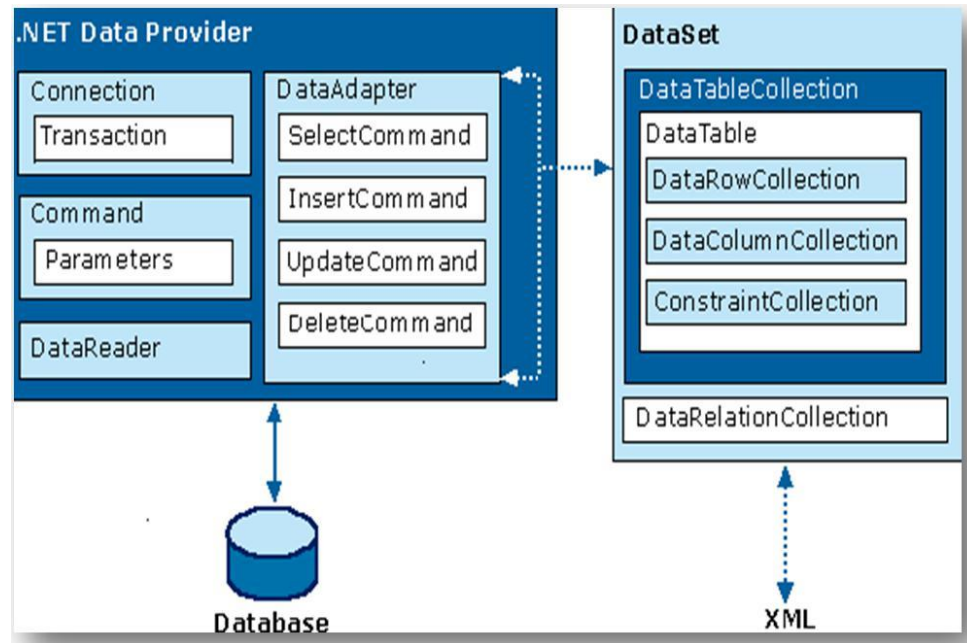 .NET Data Provider
Connection
Transaction
Command
Parameters
DataReader
DataAdapter
SelectCommand
InsertCommand
UpdateCommand
DeleteCommand
Database
DataSet
DataTableCollection
DataTable
DataRowCollection
DataColumnCollection
ConstraintCollection
DataRelationCollection
XML